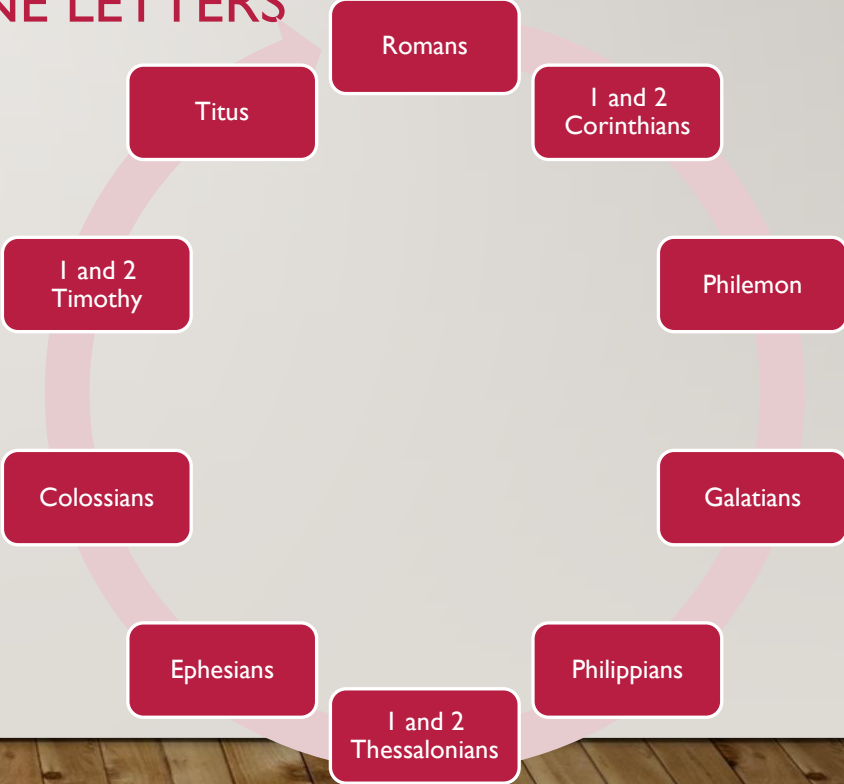 NE LETTERS
Romans
1 and 2
Corinthians
Philemon
Galatians
Philippians
1 and 2
Thessalonians
Ephesians
Colossians
1 and 2
Timothy
Titus